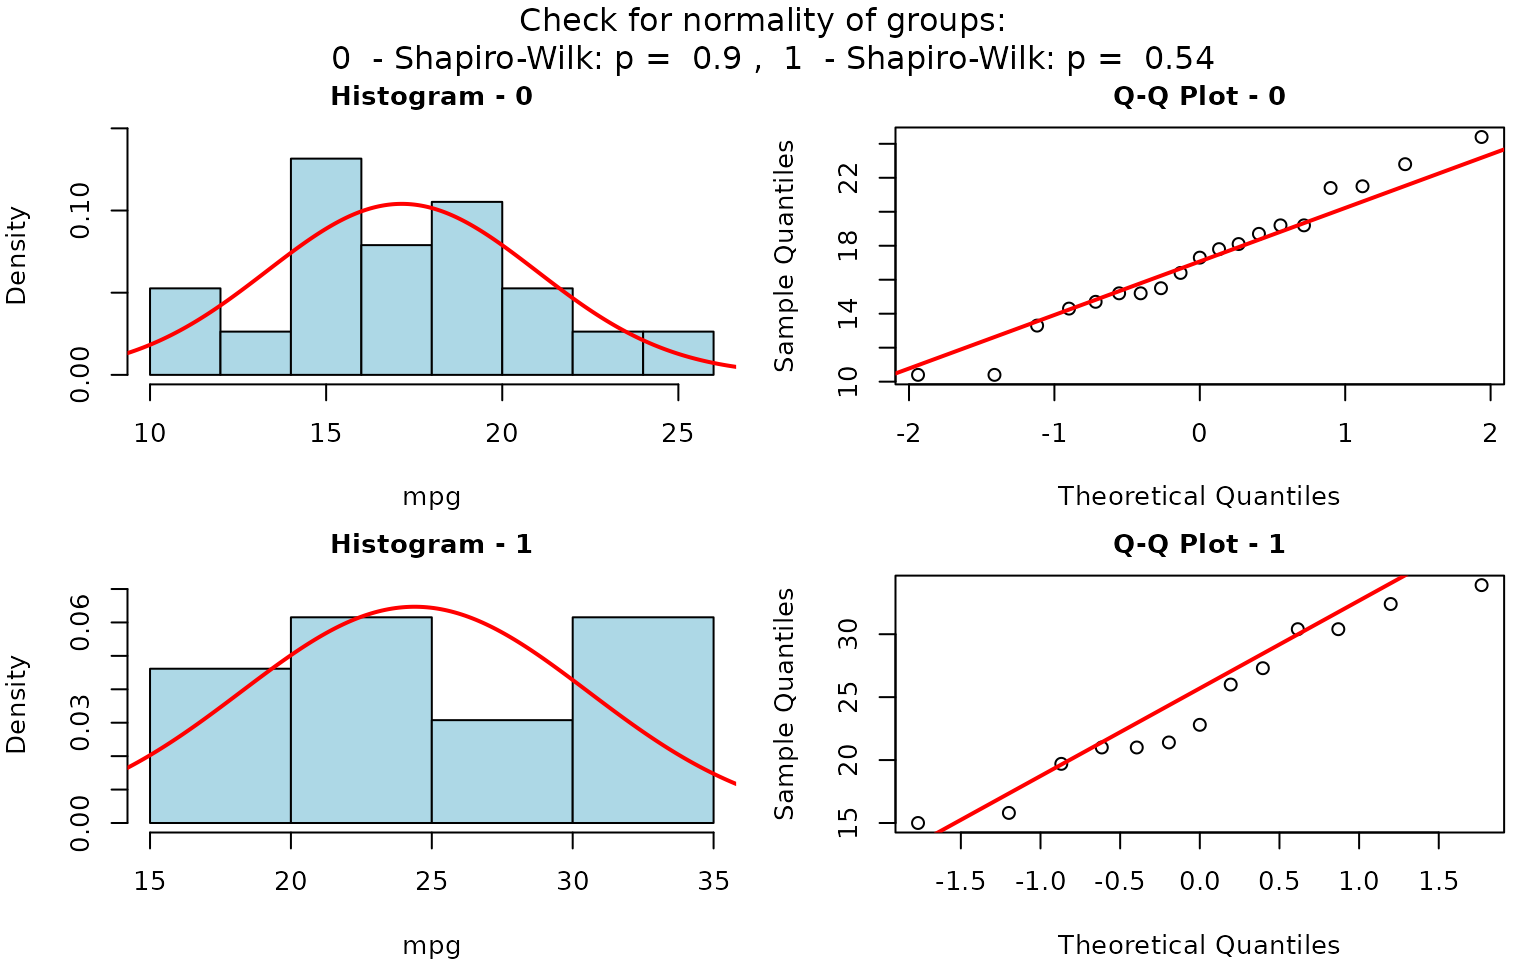 Check for normality of groups:
0  - Shapiro-Wilk: p =  0.9 ,  1  - Shapiro-Wilk: p =  0.54
Histogram - 0
Density
0.00
0.10
10 15 20 25
mpg
Q-Q Plot - 0
Sample Quantiles
10
14
18
22
-2 -1 0 1 2
Theoretical Quantiles
Histogram - 1
Density
0.00
0.03
0.06
15 20 25 30 35
mpg
Q-Q Plot - 1
Sample Quantiles
15
20
25
30
-1.5 -1.0 -0.5 0.0 0.5 1.0 1.5
Theoretical Quantiles